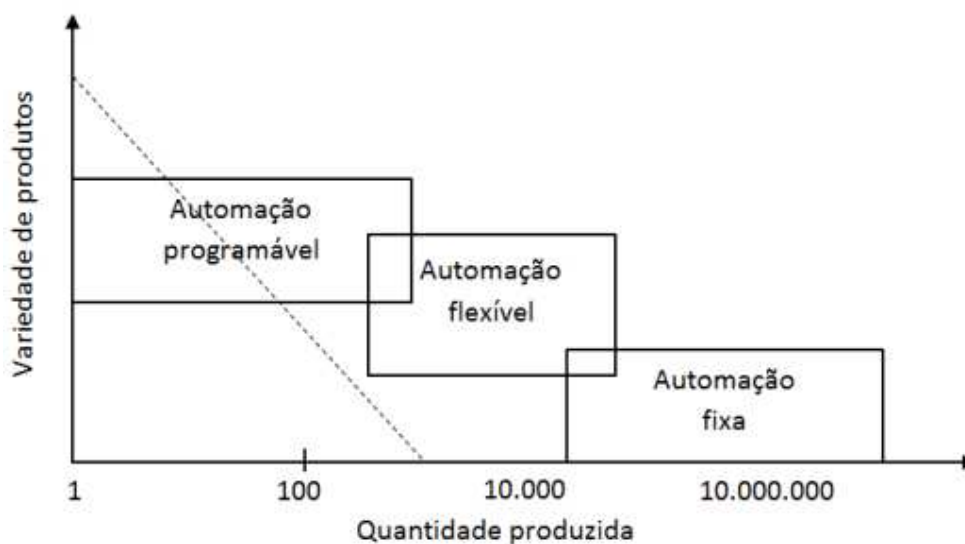 Variedade de produtos
Automação
programável
Automação
flexível
Automação
fixa
1
100
10.000
10.000.000
Quantidade produzida